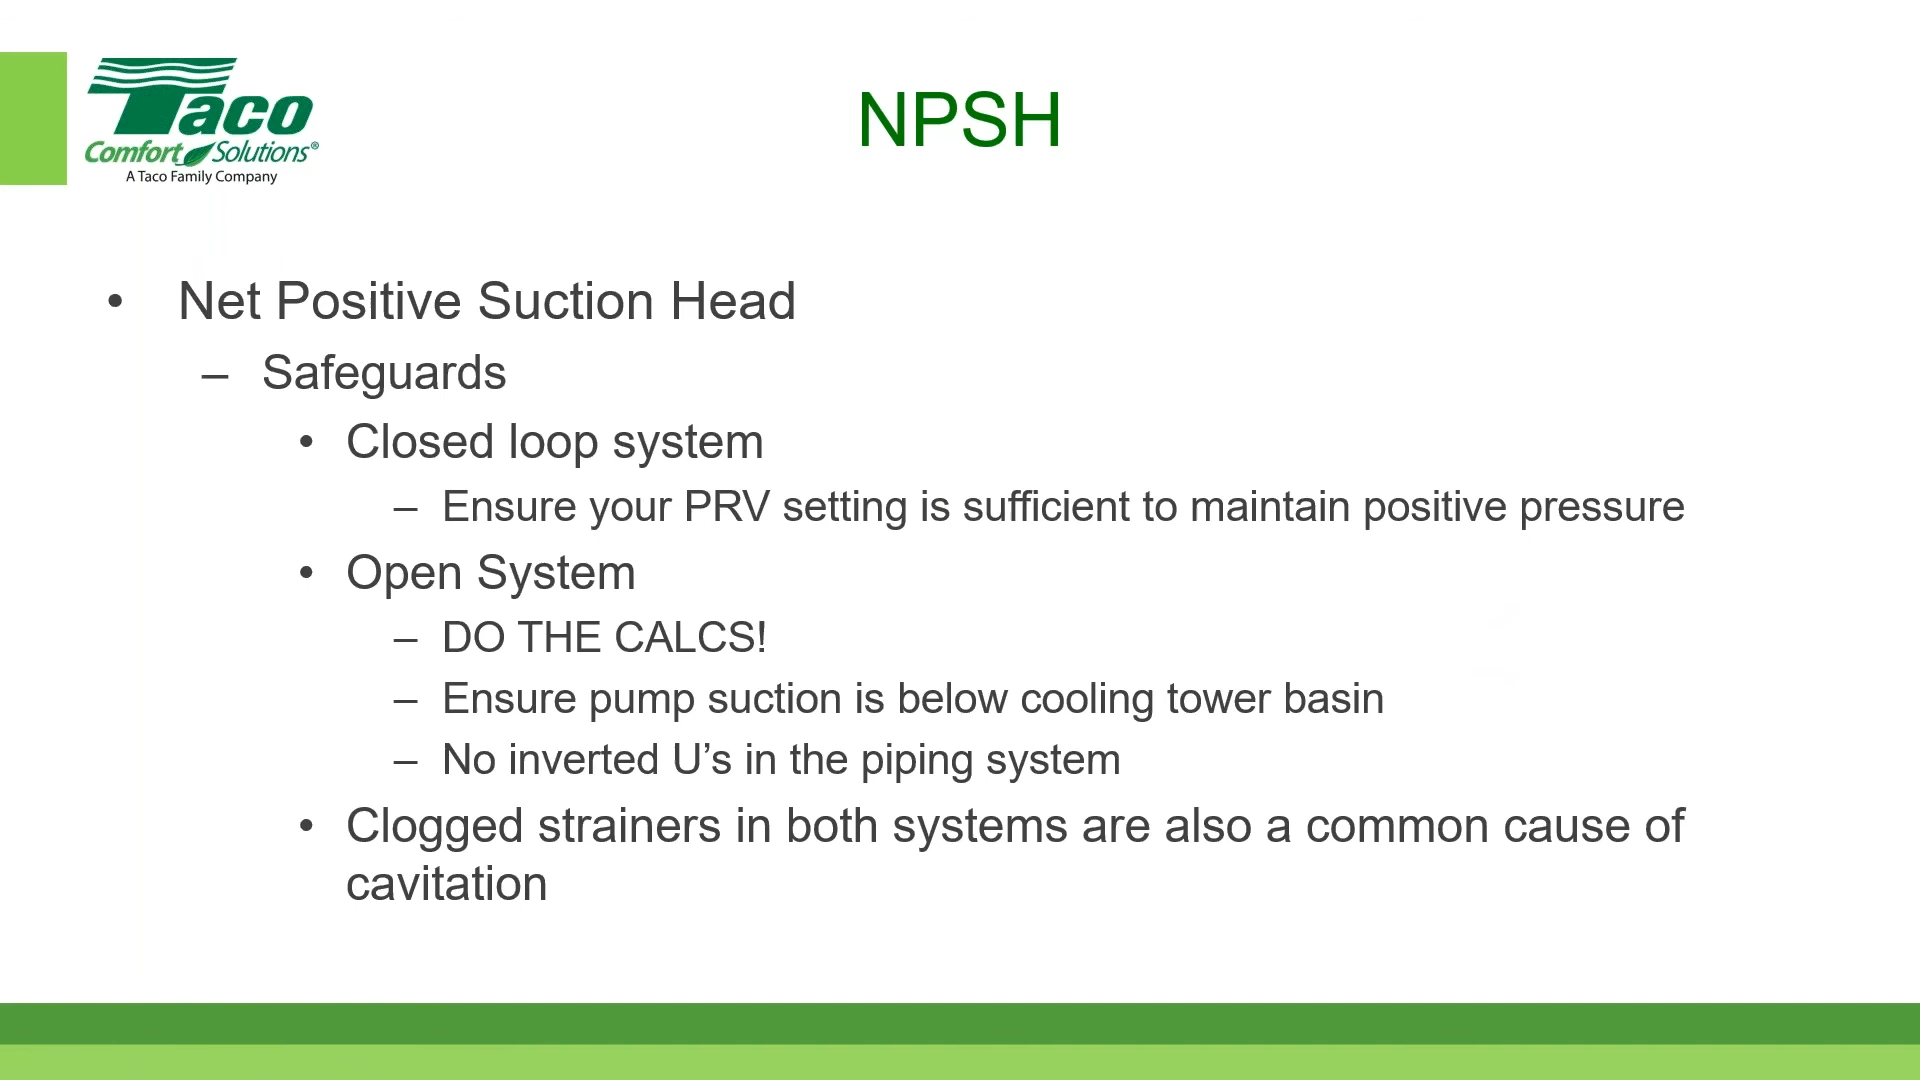 Taco
Comfort Solutions®
A Taco Family Company
NPSH
• Net Positive Suction Head
– Safeguards
• Closed loop system
– Ensure your PRV setting is sufficient to maintain positive pressure
• Open System
– DO THE CALCS!
– Ensure pump suction is below cooling tower basin
– No inverted U’s in the piping system
• Clogged strainers in both systems are also a common cause of
cavitation